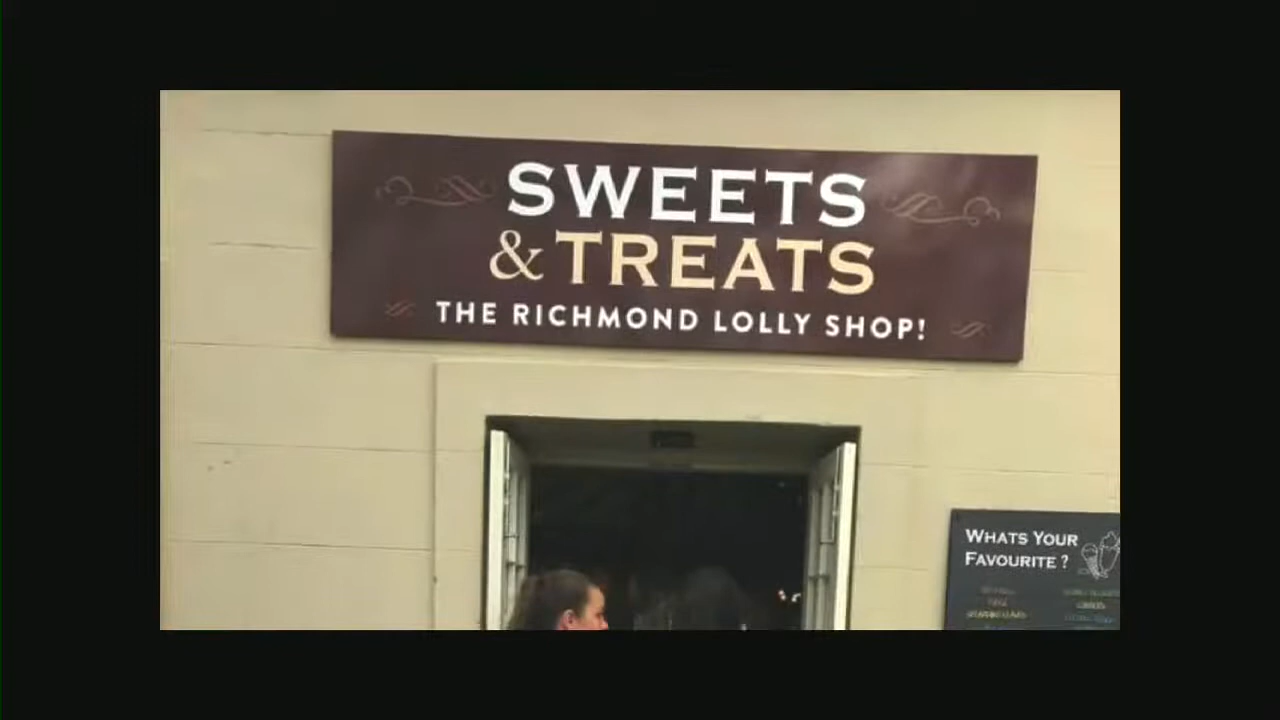 SWEETS
& TREATS
THE RICHMOND LOLLY SHOP!
WHATS YOUR
FAVOURITE ?